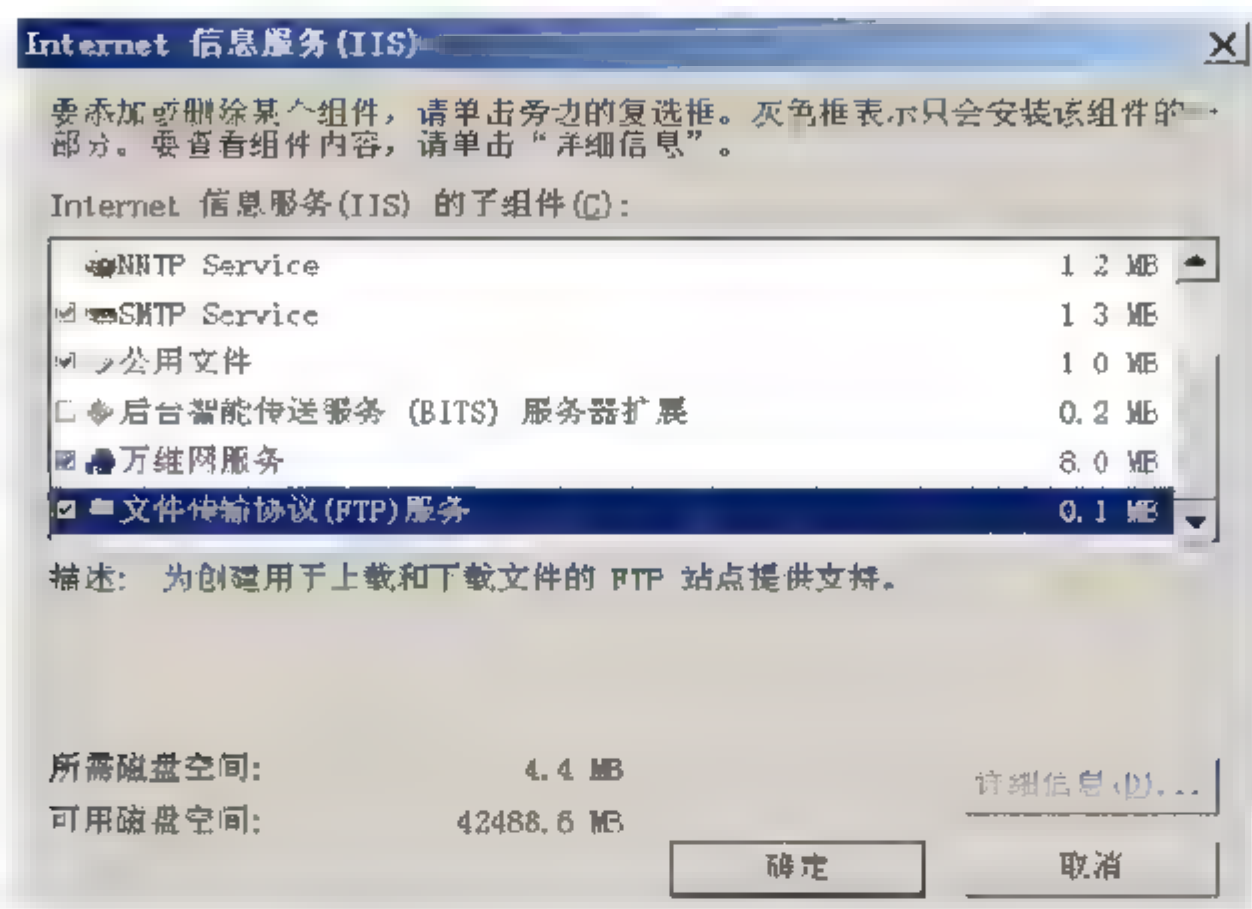 Internet 信息服务(IIS)
要添加或删除某个组件，请单击旁边的复选框。灰色框表示只会安装该组件的一
部分。要查看组件内容，请单击“详细信息”。
Internet 信息服务(IIS) 的子组件(C):
NNTP Service 1.2 MB
SMTP Service 1.3 MB
公用文件 1.0 MB
后台智能传送服务 (BITS) 服务器扩展 0.2 MB
万维网服务 8.0 MB
文件传输协议(FTP)服务 0.1 MB
描述: 为创建用于上载和下载文件的 FTP 站点提供支持。
所需磁盘空间: 4.4 MB
可用磁盘空间: 42488.6 MB
详细信息(D)...
确定 取消